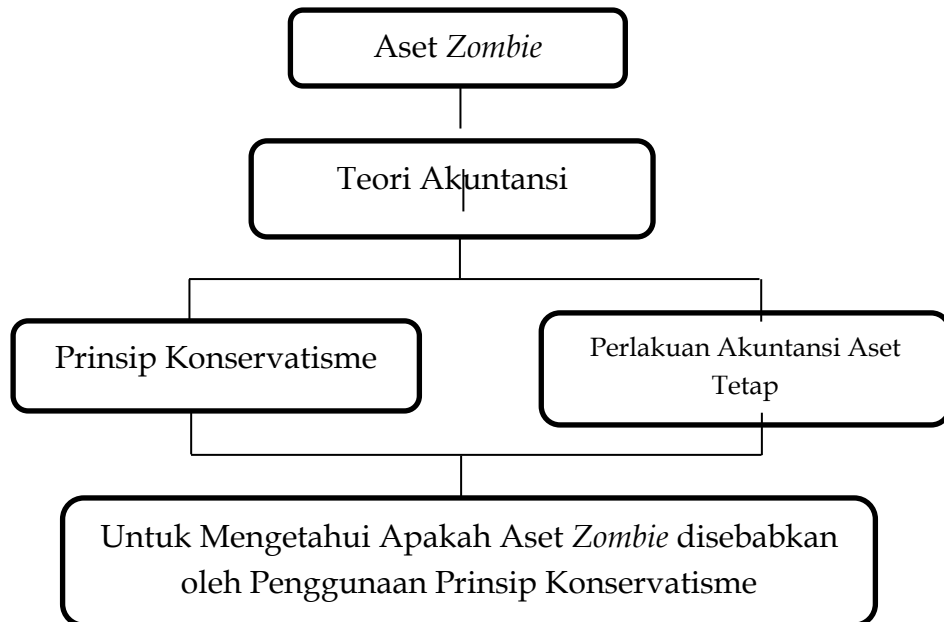 Aset Zombie
Teori Akuntansi
Prinsip Konservatisme
Perlakuan Akuntansi Aset
Tetap
Untuk Mengetahui Apakah Aset Zombie disebabkan
oleh Penggunaan Prinsip Konservatisme